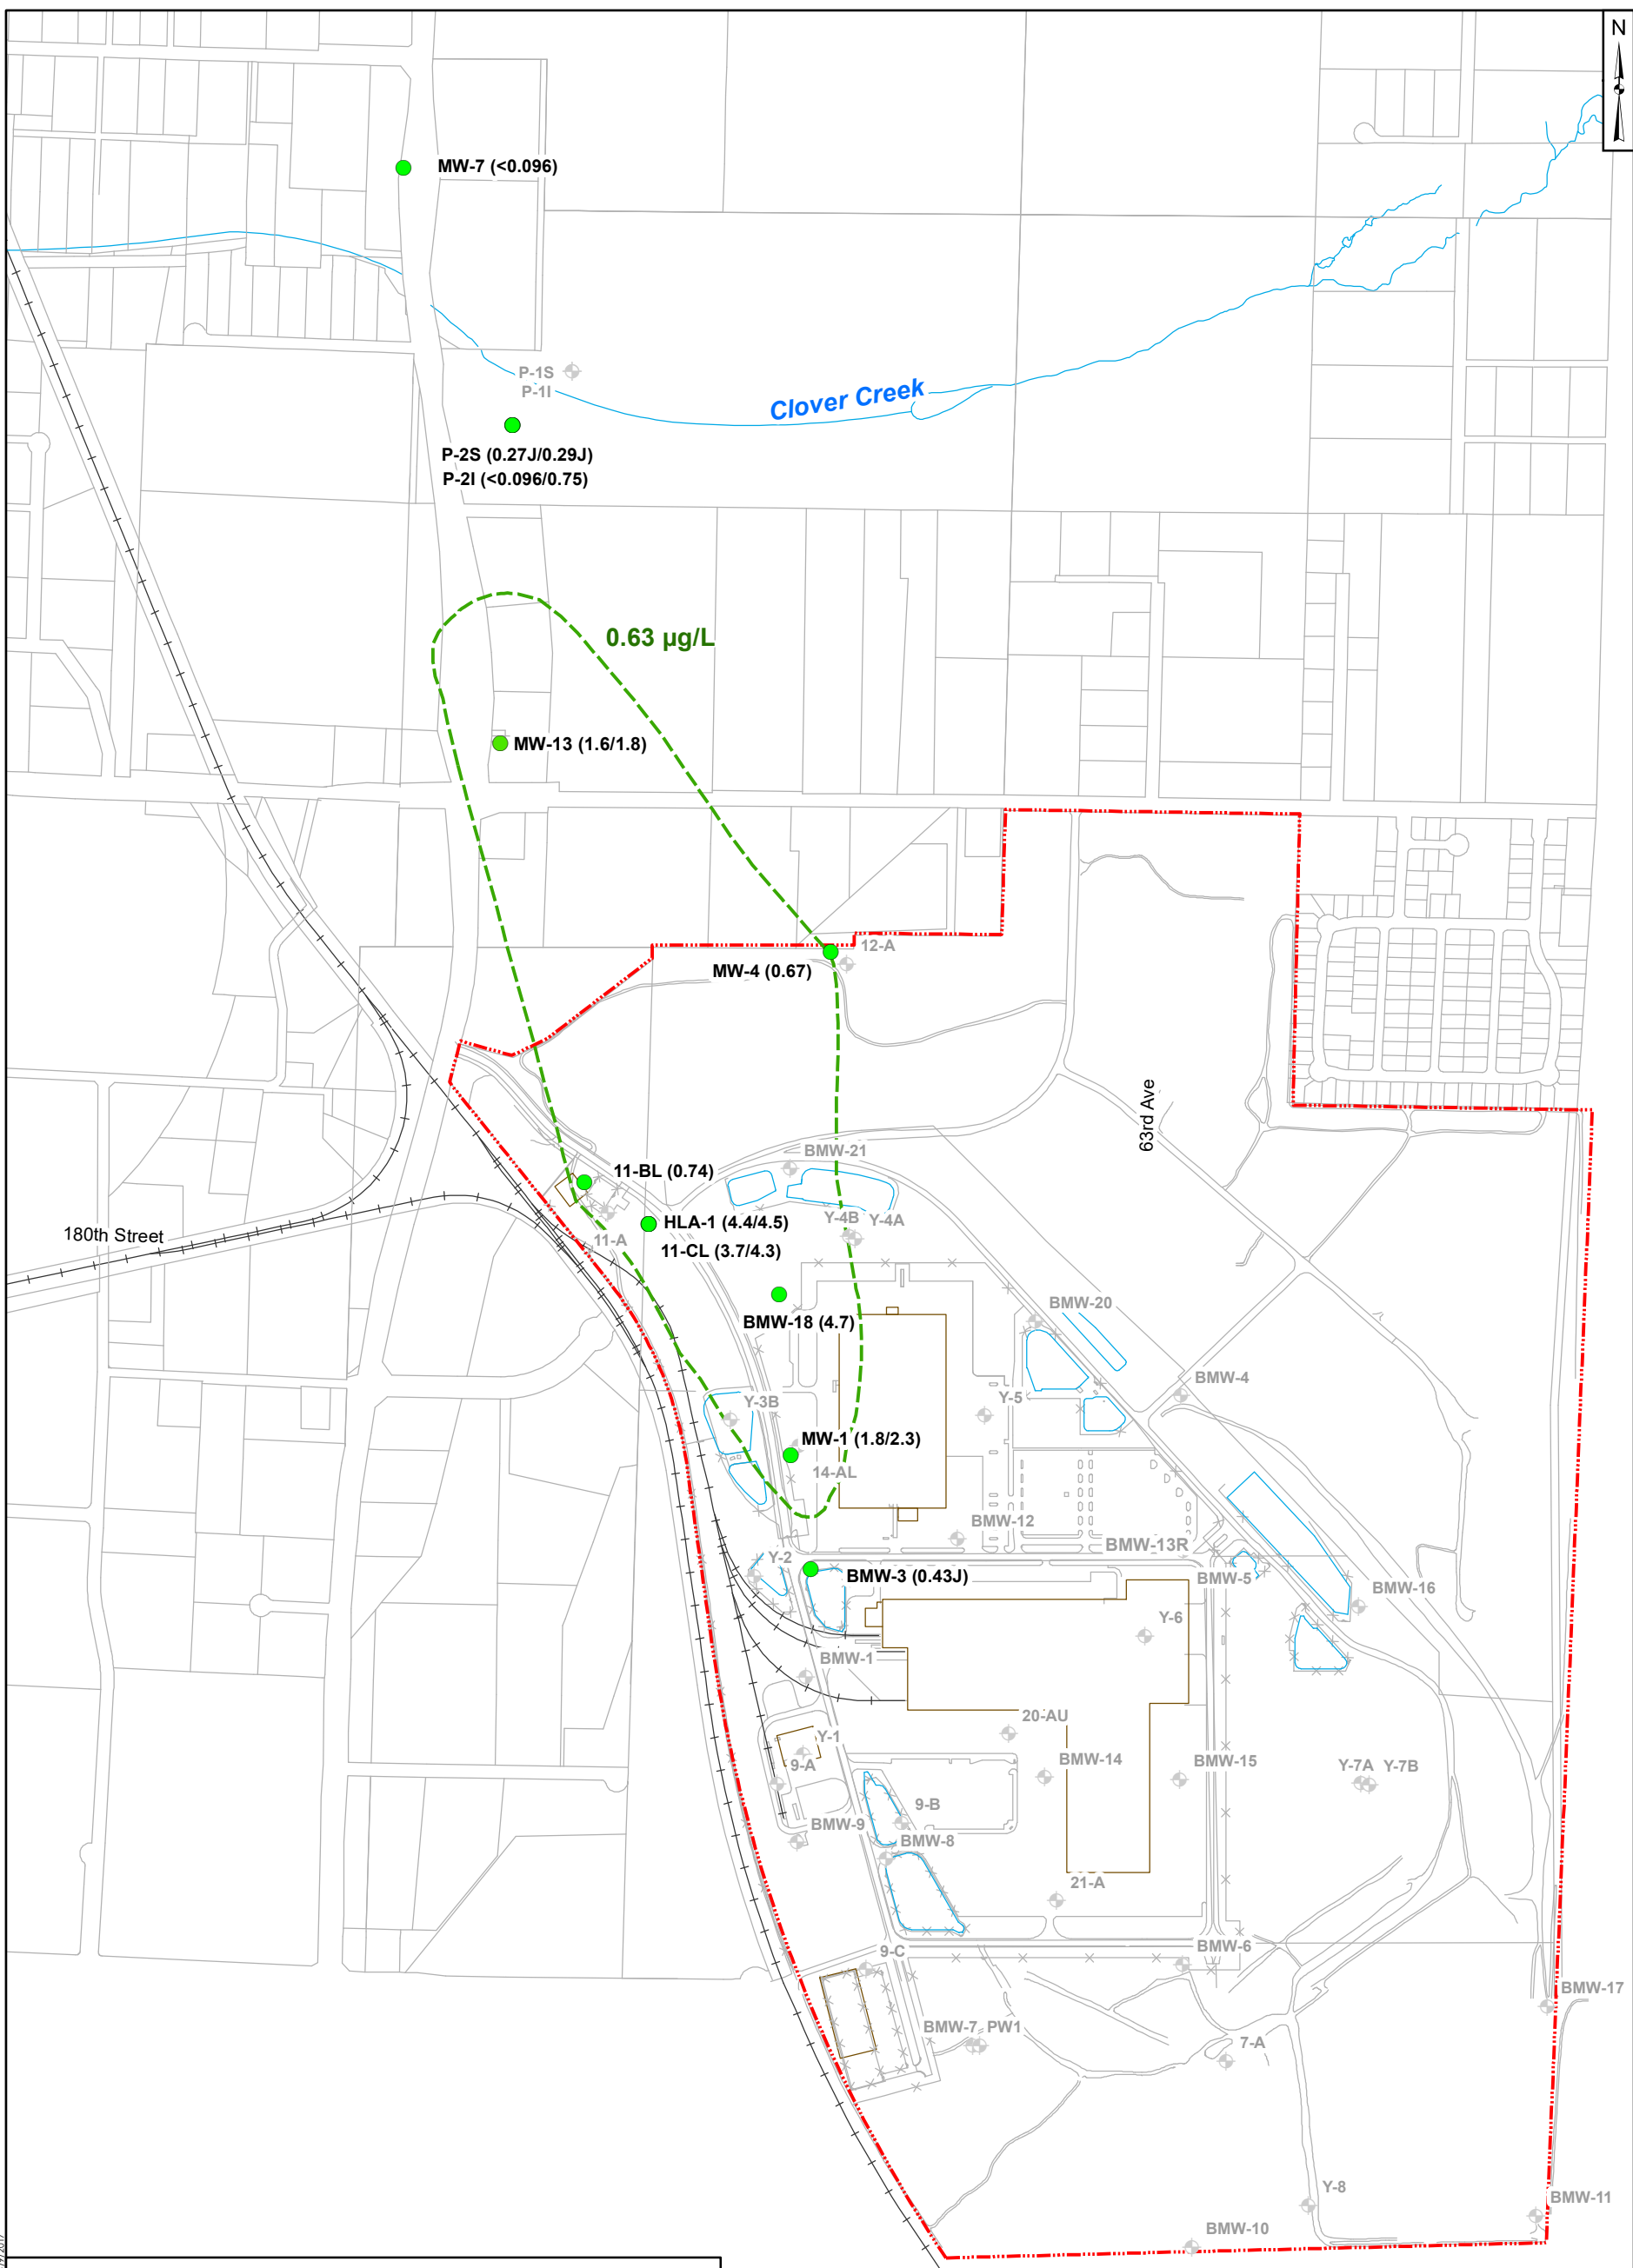 N
MW-7 (<0.096)
P-1S
P-1I
Clover Creek
P-2S (0.27J/0.29J)
P-2I (<0.096/0.75)
0.63 µg/L
MW-13 (1.6/1.8)
12-A
MW-4 (0.67)
63rd Ave
BMW-21
11-BL (0.74)
HLA-1 (4.4/4.5)
Y-4B
Y-4A
180th Street
11-A
11-CL (3.7/4.3)
BMW-20
BMW-18 (4.7)
BMW-4
Y-3B
Y-5
MW-1 (1.8/2.3)
14-AL
BMW-12
BMW-13R
Y-2
BMW-3 (0.43J)
BMW-5
BMW-16
Y-6
BMW-1
20-AU
Y-1
9-A
BMW-14
BMW-15
Y-7A
Y-7B
9-B
BMW-9
BMW-8
21-A
9-C
BMW-6
BMW-17
BMW-7
PW1
7-A
Y-8
BMW-11
BMW-10